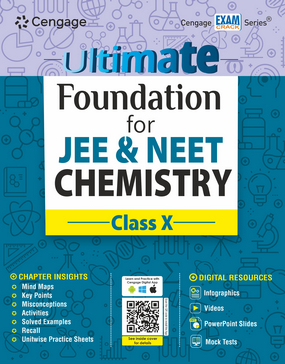 Cengage
Cengage EXAM CRACK Series®
Ultimate
Foundation
for
JEE & NEET
CHEMISTRY
Class X
CHAPTER INSIGHTS
Mind Maps
Key Points
Misconceptions
Activities
Solved Examples
Recall
Unitwise Practice Sheets
Learn and Practice with
Cengage Digital App
See inside cover
for details
DIGITAL RESOURCES
Infographics
Videos
PowerPoint Slides
Mock Tests